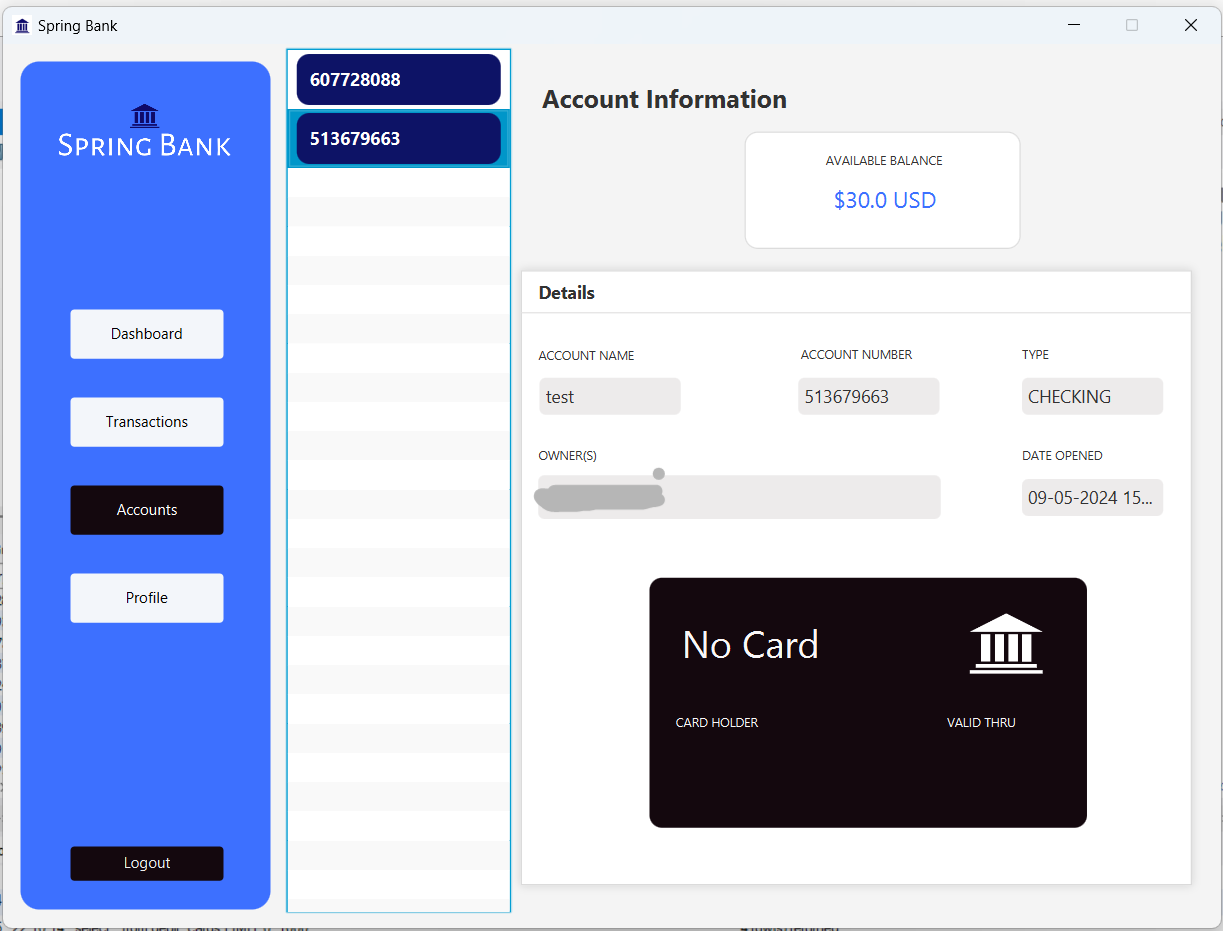 Spring Bank
SPRING BANK
Dashboard
Transactions
Accounts
Profile
Logout
607728088
513679663
Account Information
AVAILABLE BALANCE
$30.0 USD
Details
ACCOUNT NAME
ACCOUNT NUMBER
TYPE
test
513679663
CHECKING
OWNER(S)
DATE OPENED
09-05-2024 15...
No Card
CARD HOLDER
VALID THRU